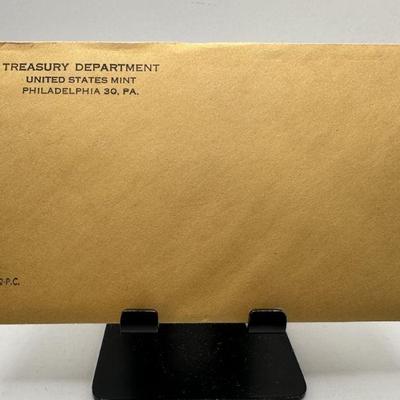 TREASURY DEPARTMENT
UNITED STATES MINT
PHILADELPHIA 30, PA.
P.C.